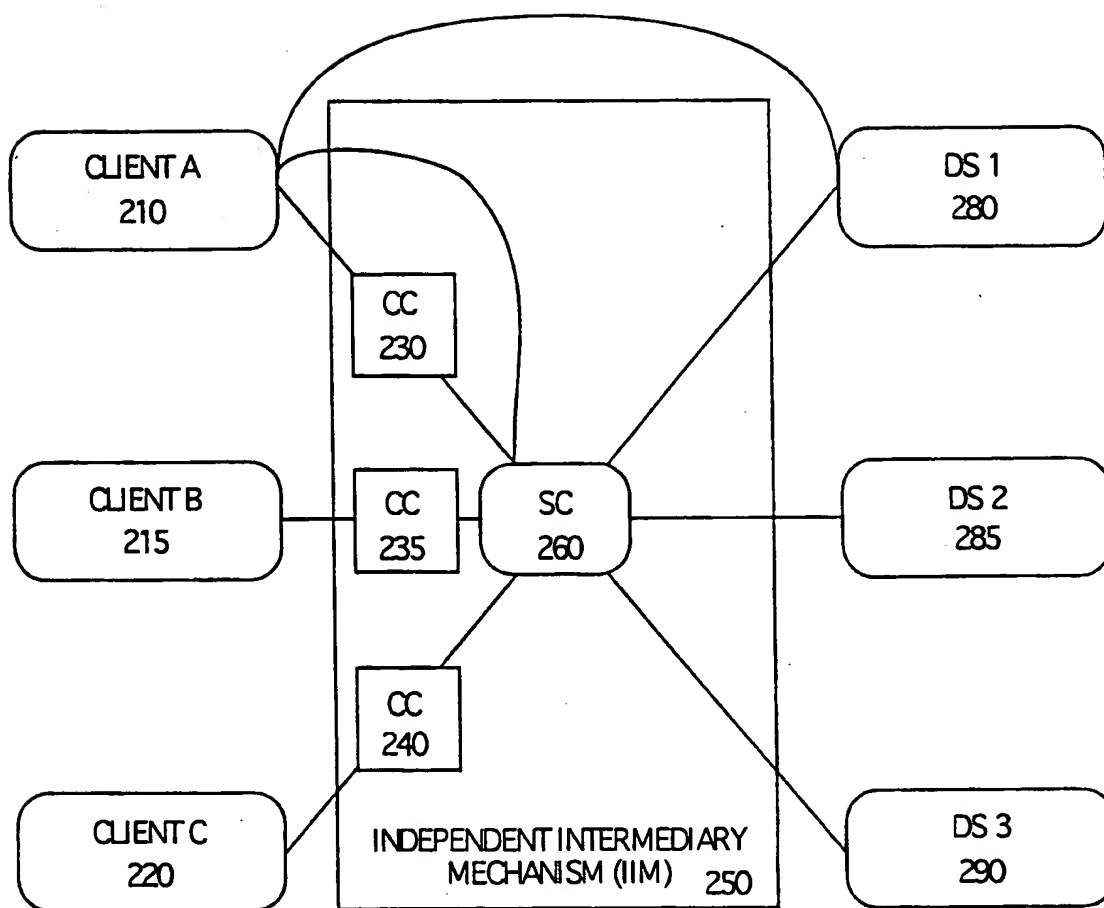 CLIENT A
210
DS 1
280
CC
230
CLIENT B
215
CC
235
SC
260
DS 2
285
CC
240
CLIENT C
220
INDEPENDENT INTERMEDIARY
MECHANISM (IIM) 250
DS 3
290